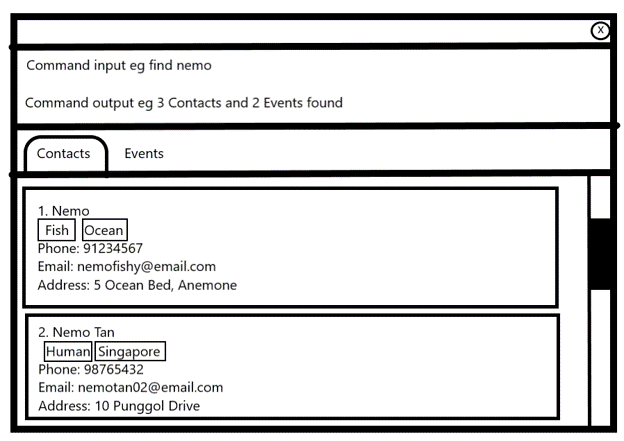 X
Command input eg find nemo
Command output eg 3 Contacts and 2 Events found
Contacts Events
1. Nemo
Fish Ocean
Phone: 91234567
Email: nemofishy@email.com
Address: 5 Ocean Bed, Anemone
2. Nemo Tan
Human Singapore
Phone: 98765432
Email: nemotan02@email.com
Address: 10 Punggol Drive